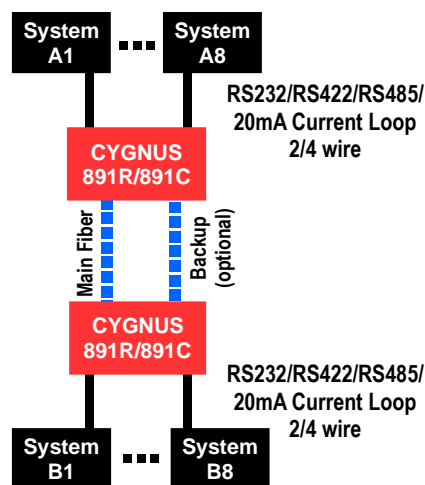 System
A1
System
A8
RS232/RS422/RS485/
20mA Current Loop
2/4 wire
CYGNUS
891R/891C
Main Fiber
Backup
(optional)
CYGNUS
891R/891C
RS232/RS422/RS485/
20mA Current Loop
2/4 wire
System
B1
System
B8